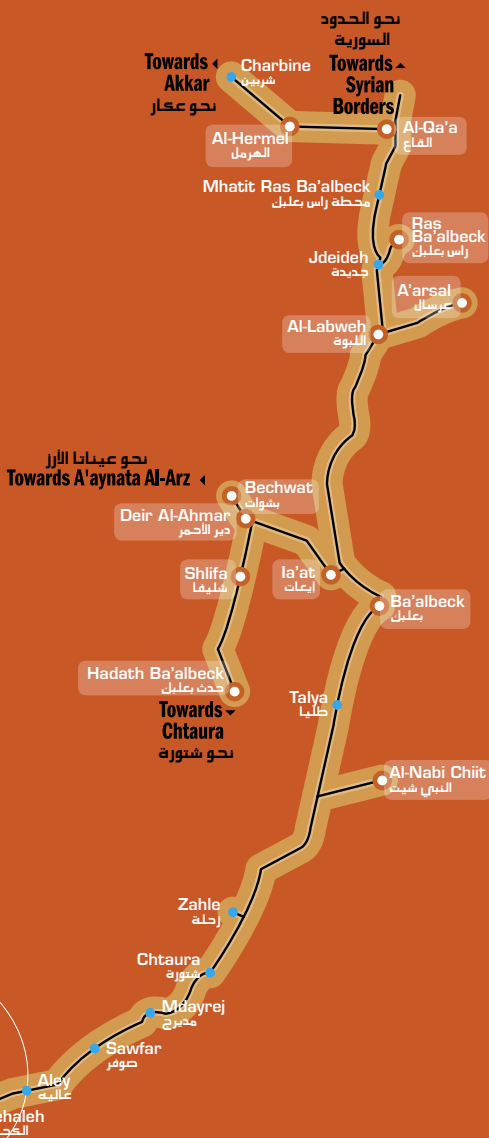 نحو الحدود
السورية
Towards
Syrian
Borders
Towards
Akkar
نحو عكار
Charbine
شربين
Al-Hermel
الهرمل
Al-Qa'a
القاع
Mhatit Ras Ba'albeck
محطة راس بعلبك
Ras
Ba'albeck
راس بعلبك
Jdeideh
جديدة
A'arsal
عرسال
Al-Labweh
اللبوة
نحو عيناتا الأرز
Towards A'aynata Al-Arz
Bechwat
بشوات
Deir Al-Ahmar
دير الأحمر
Shlifa
شليفا
Ia'at
إيعات
Ba'albeck
بعلبك
Hadath Ba'albeck
حدث بعلبك
Towards
Chtaura
نحو شتورة
Talya
طليا
Al-Nabi Chiit
النبي شيت
Zahle
زحلة
Chtaura
شتورة
Mdayrej
مديرج
Sawfar
صوفر
Aley
عاليه
ehaleh